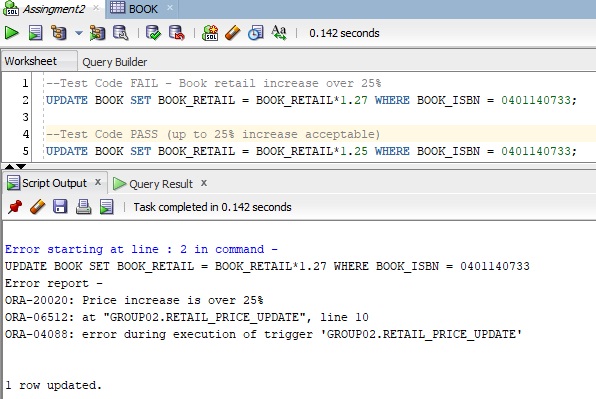 Assingment2 x BOOK x
SQL 0.142 seconds
Worksheet Query Builder
1 --Test Code FAIL - Book retail increase over 25%
2 UPDATE BOOK SET BOOK_RETAIL = BOOK_RETAIL*1.27 WHERE BOOK_ISBN = 0401140733;
3
4 --Test Code PASS (up to 25% increase acceptable)
5 UPDATE BOOK SET BOOK_RETAIL = BOOK_RETAIL*1.25 WHERE BOOK_ISBN = 0401140733;
Script Output x Query Result x
SQL Task completed in 0.142 seconds
Error starting at line : 2 in command -
UPDATE BOOK SET BOOK_RETAIL = BOOK_RETAIL*1.27 WHERE BOOK_ISBN = 0401140733
Error report -
ORA-20020: Price increase is over 25%
ORA-06512: at "GROUP02.RETAIL_PRICE_UPDATE", line 10
ORA-04088: error during execution of trigger 'GROUP02.RETAIL_PRICE_UPDATE'
1 row updated.